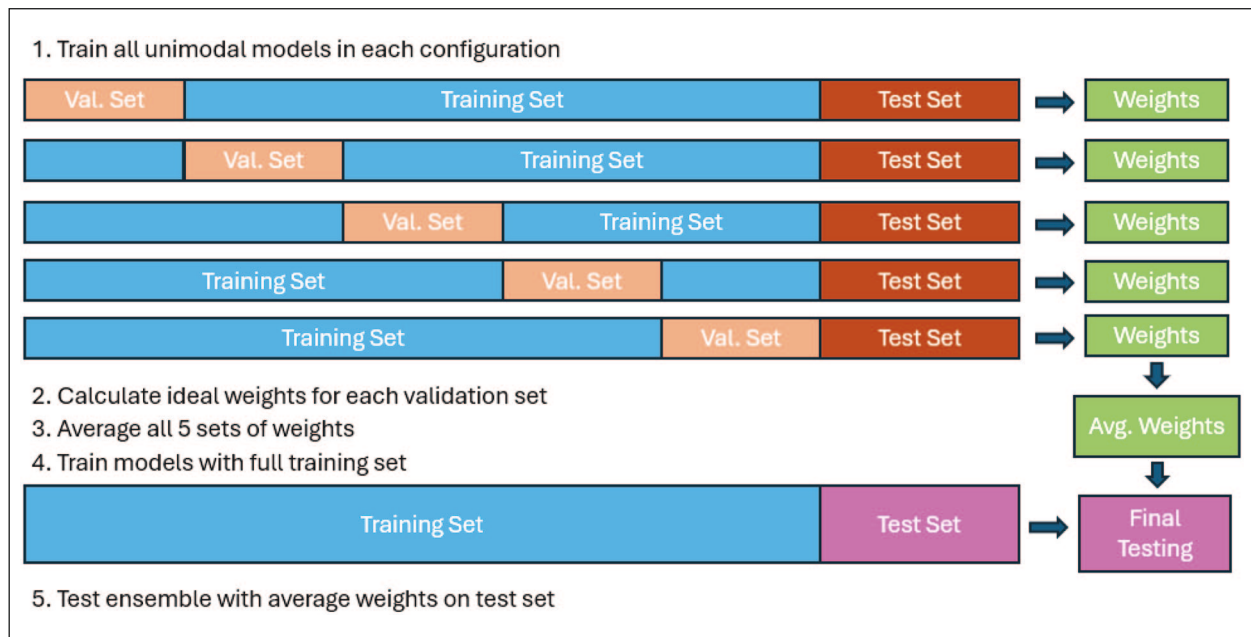 1. Train all unimodal models in each configuration
Val. Set Training Set Test Set Weights
Val. Set Training Set Test Set Weights
Val. Set Training Set Test Set Weights
Training Set Val. Set Test Set Weights
Training Set Val. Set Test Set Weights
2. Calculate ideal weights for each validation set
3. Average all 5 sets of weights
Avg. Weights
4. Train models with full training set
Training Set Test Set Final
Testing
5. Test ensemble with average weights on test set